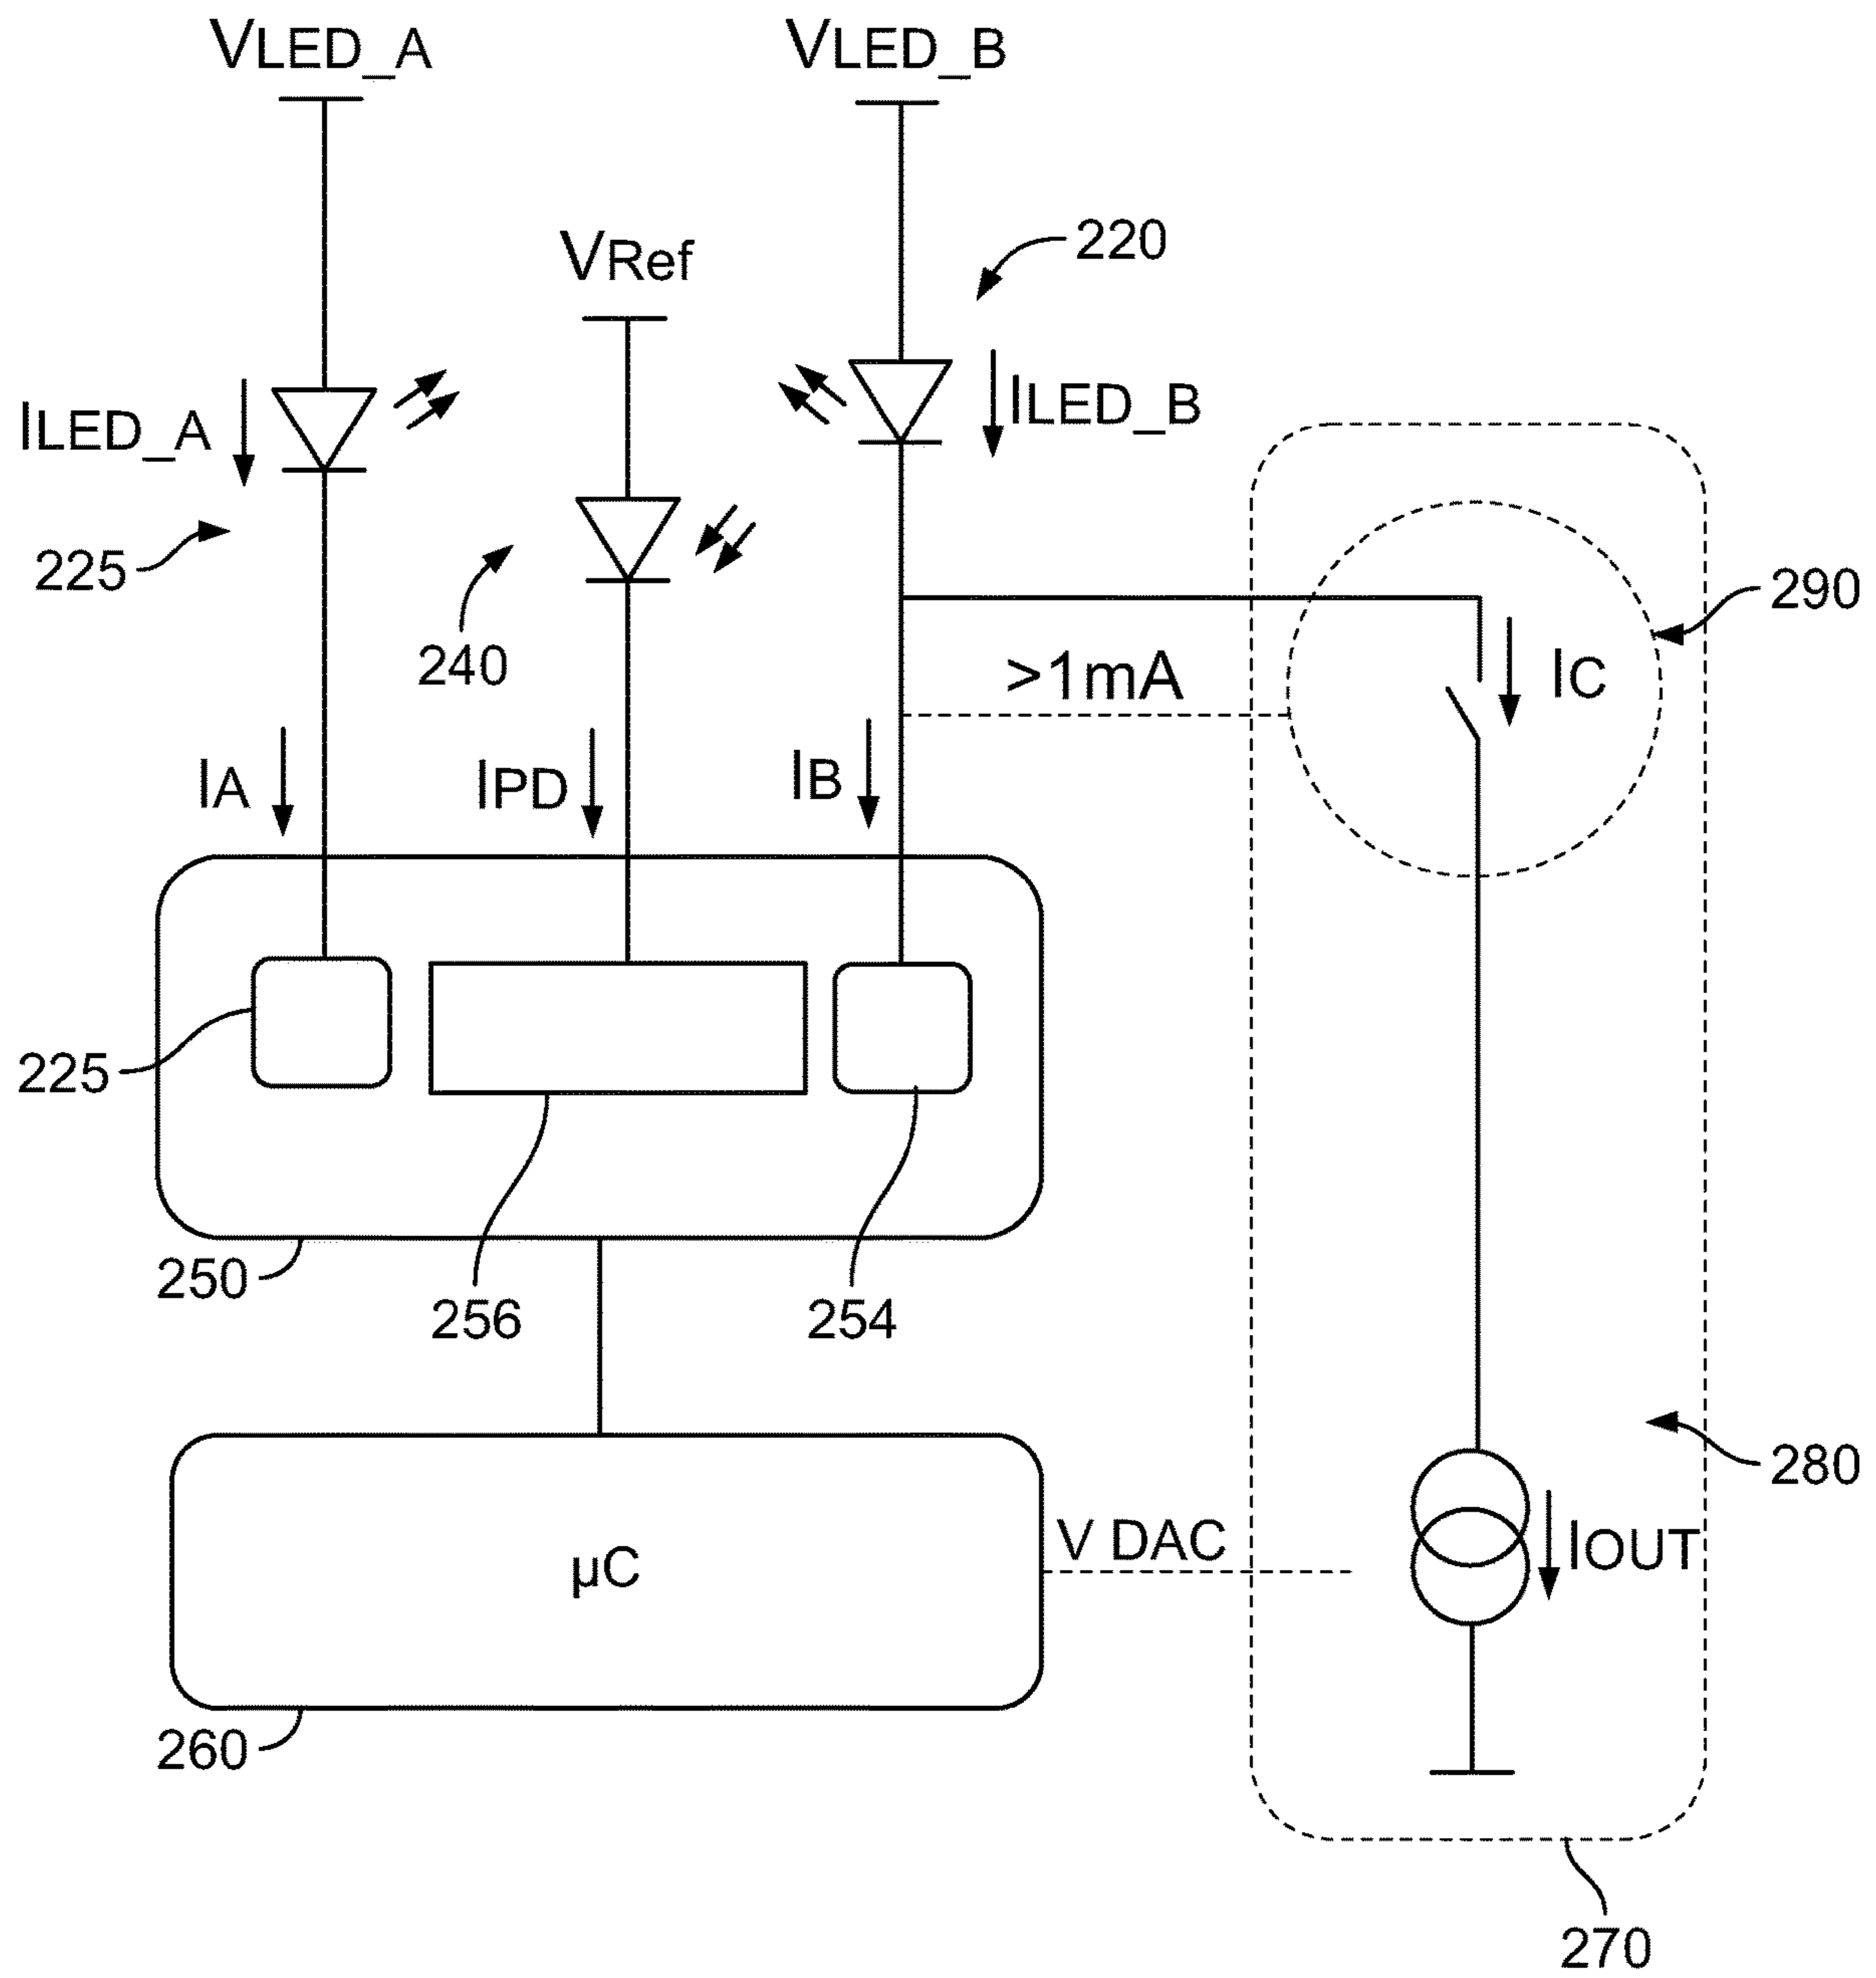 VLED_A
VLED_B
220
VRef
ILED_A
ILED_B
225
240
290
>1mA
IC
IA
IPD
IB
225
250
256
254
280
V DAC
IOUT
µC
260
270